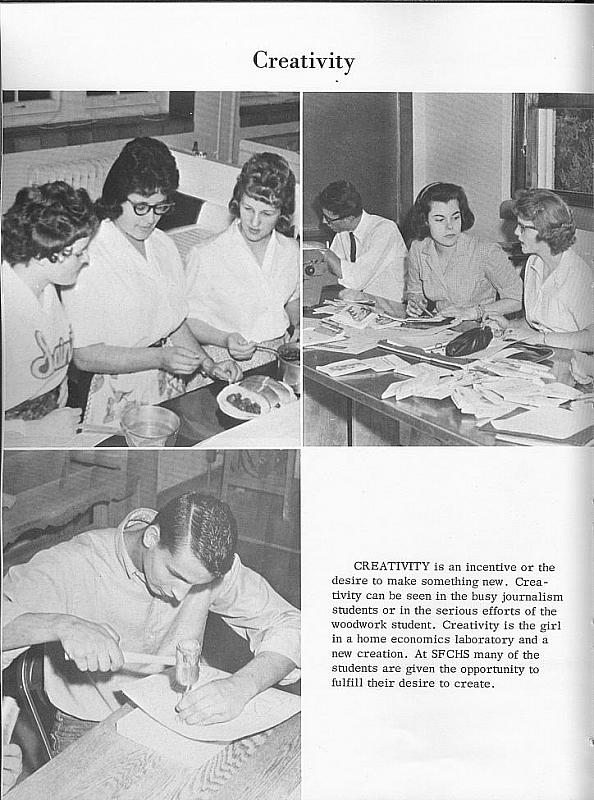 Creativity
CREATIVITY is an incentive or the
desire to make something new. Crea-
tivity can be seen in the busy journalism
students or in the serious efforts of the
woodwork student. Creativity is the girl
in a home economics laboratory and a
new creation. At SFCHS many of the
students are given the opportunity to
fulfill their desire to create.